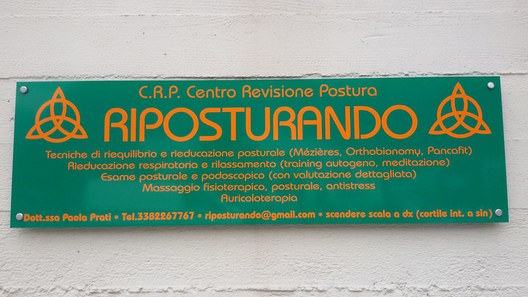 C.R.P. Centro Revisione Postura
RIPOSTURANDO
Tecniche di riequilibrio e rieducazione posturale (Mézières, Orthobionomy, Pancafit)
Rieducazione respiratoria e rilassamento (training autogeno, meditazione)
Esame posturale e podoscopico (con valutazione dettagliata)
Massaggio fisioterapico, posturale, antistress
Auricoloterapia
Dott.ssa Paola Prati • Tel.3382267767 • riposturando@gmail.com • scendere scala a dx (cortile int. a sin)